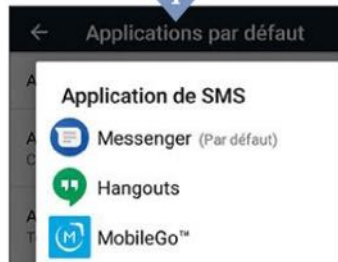 ← Applications par défaut
A
Application de SMS
A
Messenger (Par défaut)
C
Hangouts
A
MobileGo™
T